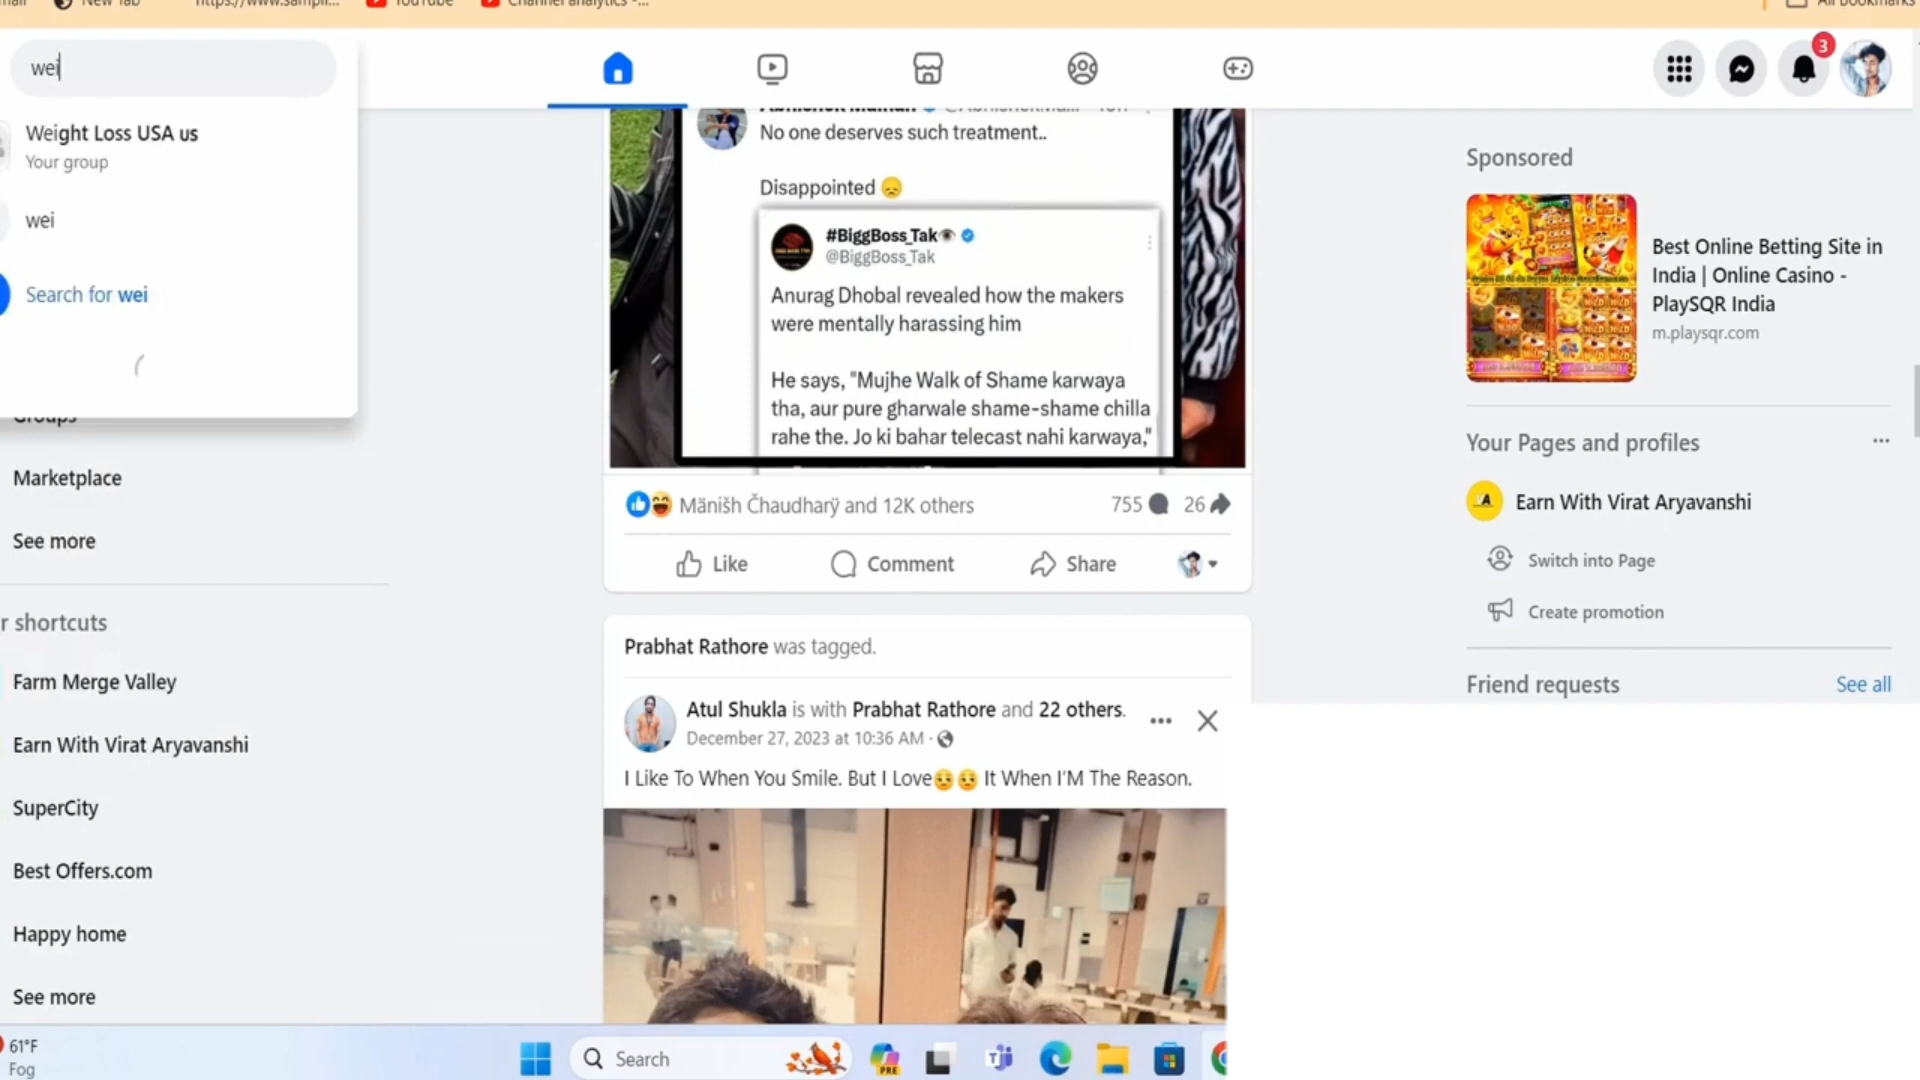 New Tab
https://www.sampli...
YouTube
Channel analytics -...
All Bookmarks
wei
3
Weight Loss USA us
Your group
wei
Search for wei
Groups
Marketplace
See more
r shortcuts
Farm Merge Valley
Earn With Virat Aryavanshi
SuperCity
Best Offers.com
Happy home
See more
No one deserves such treatment..
Disappointed 😞
#BiggBoss_Tak👁
@BiggBoss_Tak
Anurag Dhobal revealed how the makers
were mentally harassing him
He says, "Mujhe Walk of Shame karwaya
tha, aur pure gharwale shame-shame chilla
rahe the. Jo ki bahar telecast nahi karwaya,"
Mänišh Čhaudharÿ and 12K others
755
26
Like
Comment
Share
Prabhat Rathore was tagged.
Atul Shukla is with Prabhat Rathore and 22 others.
December 27, 2023 at 10:36 AM ·
I Like To When You Smile. But I Love😔😔 It When I'M The Reason.
Sponsored
Best Online Betting Site in
India | Online Casino -
PlaySQR India
m.playsqr.com
Your Pages and profiles
VA
Earn With Virat Aryavanshi
Switch into Page
Create promotion
Friend requests
See all
61°F
Fog
Search
PRE